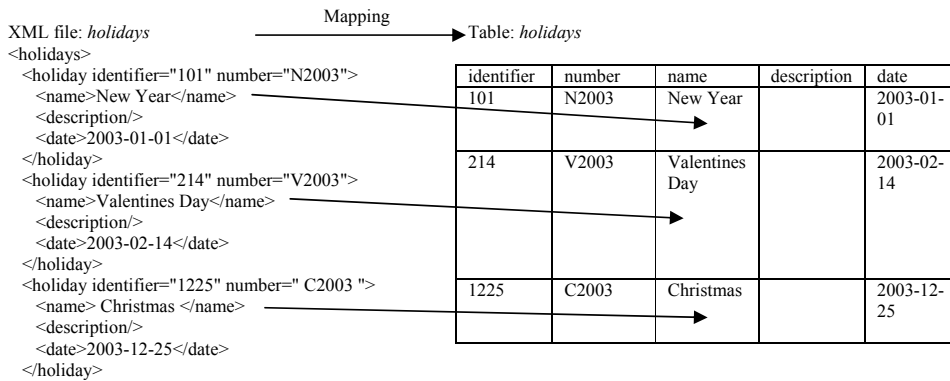 Mapping
XML file: holidays
Table: holidays
<holidays>
<holiday identifier="101" number="N2003">
<name>New Year</name>
<description/>
<date>2003-01-01</date>
</holiday>
<holiday identifier="214" number="V2003">
<name>Valentines Day</name>
<description/>
<date>2003-02-14</date>
</holiday>
<holiday identifier="1225" number=" C2003 ">
<name> Christmas </name>
<description/>
<date>2003-12-25</date>
</holiday>
identifier number name description date
101 N2003 New Year 2003-01-
01
214 V2003 Valentines 2003-02-
Day 14
1225 C2003 Christmas 2003-12-
25